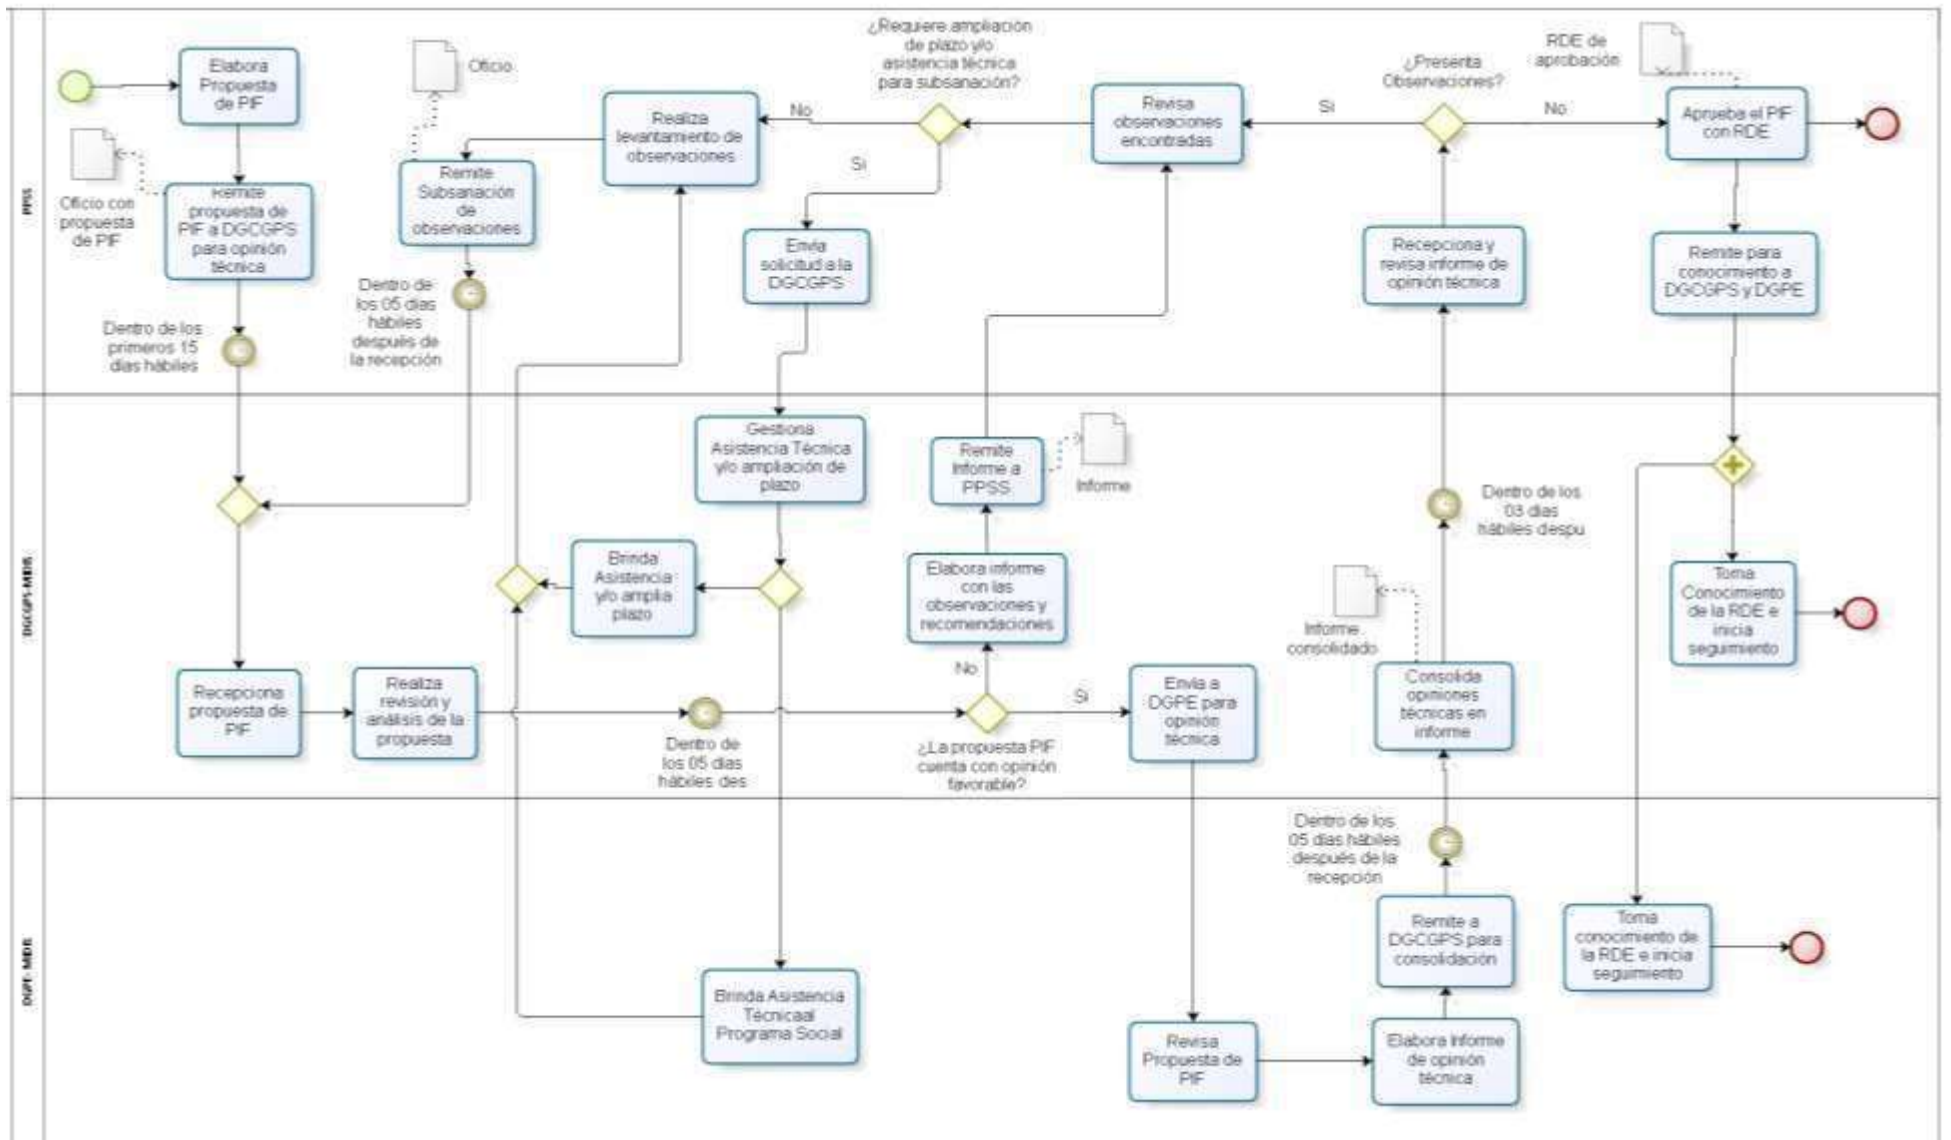 PPSS
Elabora
Propuesta
de PIF
Oficio con
propuesta
de PIF
Remite
propuesta de
PIF a DGCGPS
para opinión
técnica
Dentro de los
primeros 15
días hábiles
Oficio
Remite
Subsanación
de
observaciones
Dentro de
los 05 días
hábiles
después de
la recepción
Realiza
levantamiento de
observaciones
No
¿Requiere ampliación
de plazo y/o
asistencia técnica
para subsanación?
Si
Envía
solicitud a la
DGCGPS
Revisa
observaciones
encontradas
Si
¿Presenta
Observaciones?
No
RDE de
aprobación
Aprueba el PIF
con RDE
Recepciona y
revisa informe de
opinión técnica
Remite para
conocimiento a
DGCGPS y DGPE
DGCGPS-MIDIS
Recepciona
propuesta de
PIF
Realiza
revisión y
análisis de la
propuesta
Dentro de
los 05 días
hábiles des
Gestiona
Asistencia Técnica
y/o ampliación de
plazo
Brinda
Asistencia
y/o amplia
plazo
Remite
Informe a
PPSS
Informe
Elabora informe
con las
observaciones y
recomendaciones
No
¿La propuesta PIF
cuenta con opinión
favorable?
Si
Envía a
DGPE para
opinión
técnica
Dentro de los
03 días
hábiles despu
Informe
consolidado
Consolida
opiniones
técnicas en
informe
Toma
Conocimiento
de la RDE e
inicia
seguimiento
DGPE- MIDIS
Brinda Asistencia
Técnicaal
Programa Social
Revisa
Propuesta de
PIF
Elabora Informe
de opinión
técnica
Remite a
DGCGPS para
consolidación
Dentro de los
05 días hábiles
después de la
recepción
Toma
conocimiento de
la RDE e inicia
seguimiento